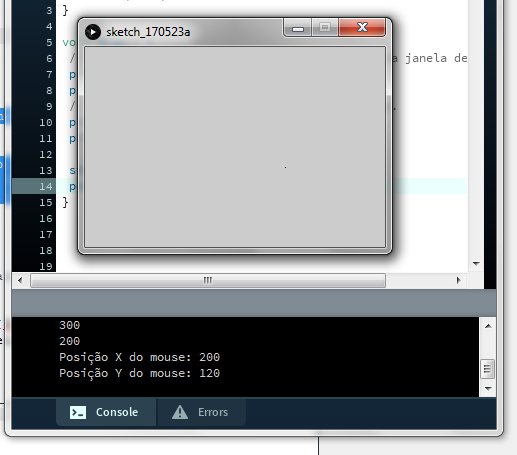 sketch_170523a
3 }
4
5 vo
6 / a janela de
7 p
8 p
9 / .
10 p
11 p
12
13 s
14 p
15 }
16
17
18
19
300
200
Posição X do mouse: 200
Posição Y do mouse: 120
Console Errors